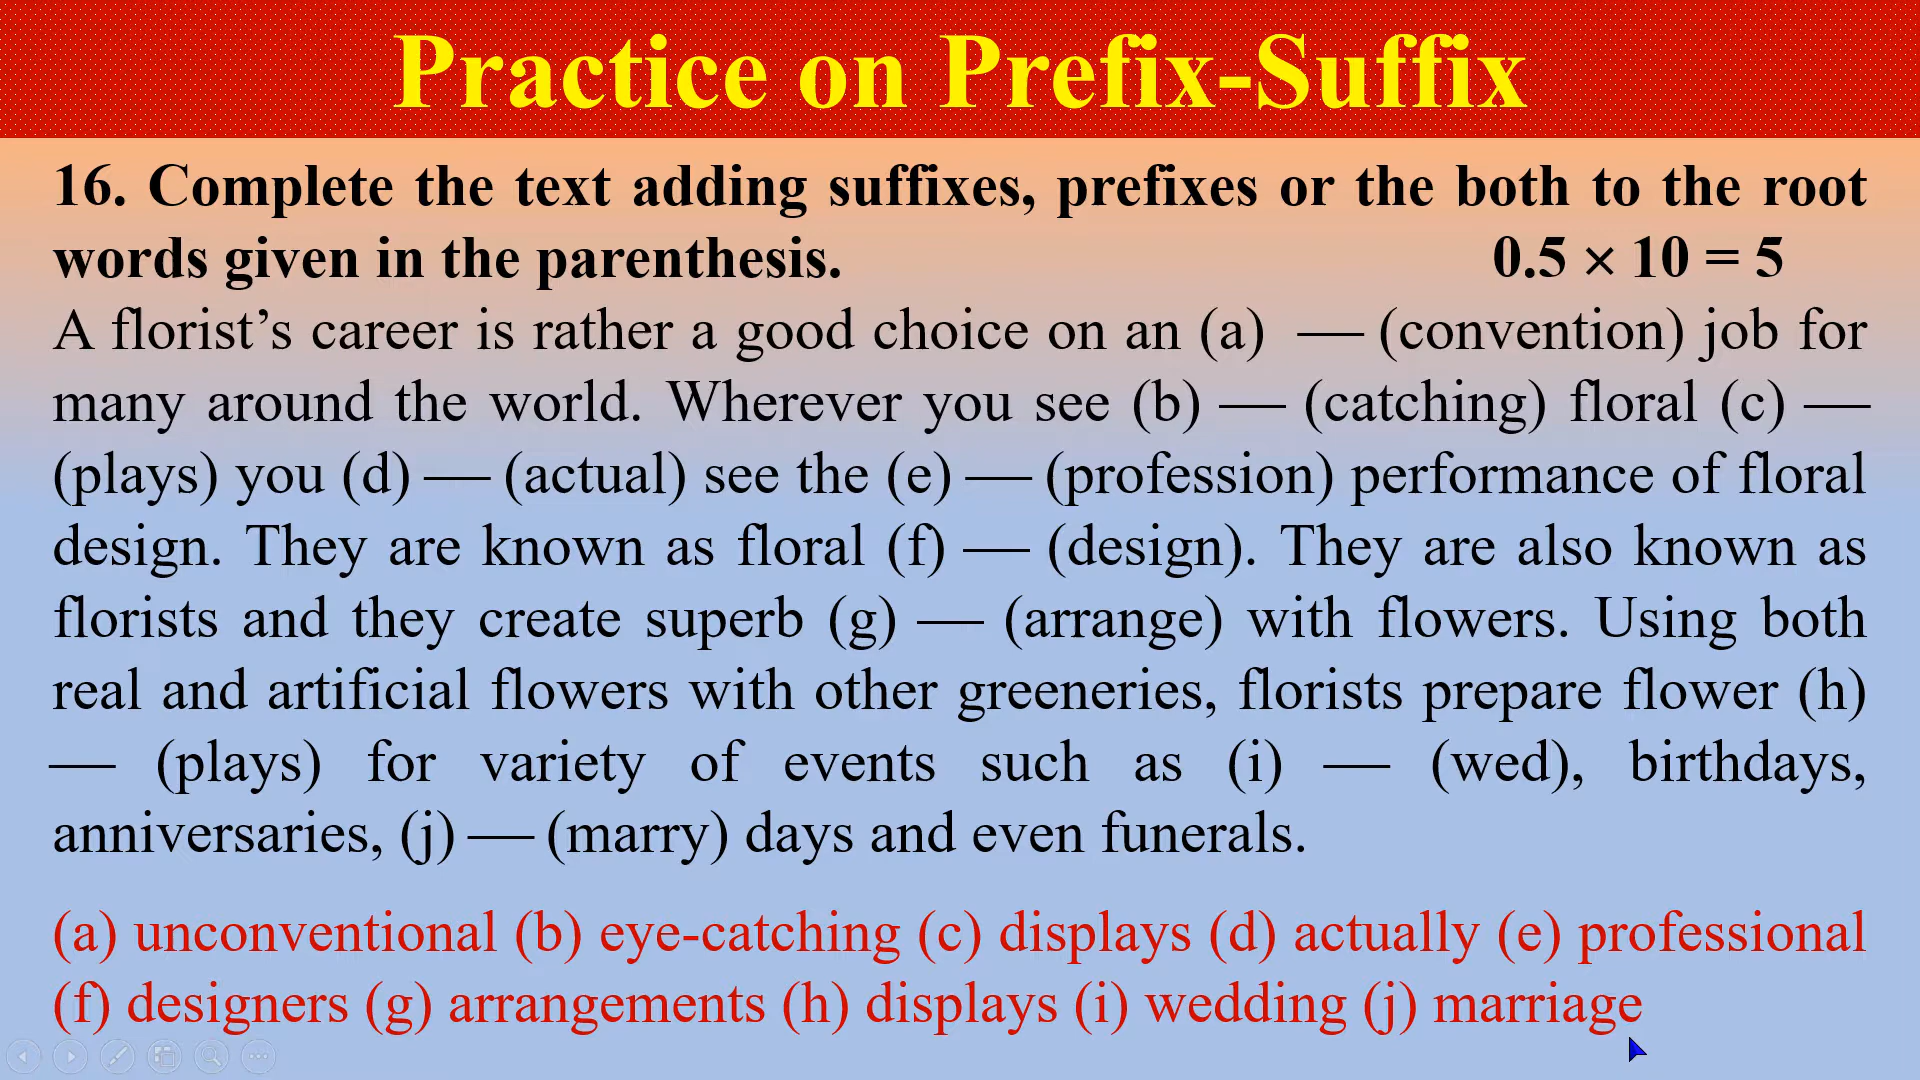 Practice on Prefix-Suffix
16. Complete the text adding suffixes, prefixes or the both to the root
words given in the parenthesis. 0.5 × 10 = 5
A florist’s career is rather a good choice on an (a) — (convention) job for
many around the world. Wherever you see (b) — (catching) floral (c) —
(plays) you (d) — (actual) see the (e) — (profession) performance of floral
design. They are known as floral (f) — (design). They are also known as
florists and they create superb (g) — (arrange) with flowers. Using both
real and artificial flowers with other greeneries, florists prepare flower (h)
— (plays) for variety of events such as (i) — (wed), birthdays,
anniversaries, (j) — (marry) days and even funerals.
(a) unconventional (b) eye-catching (c) displays (d) actually (e) professional
(f) designers (g) arrangements (h) displays (i) wedding (j) marriage